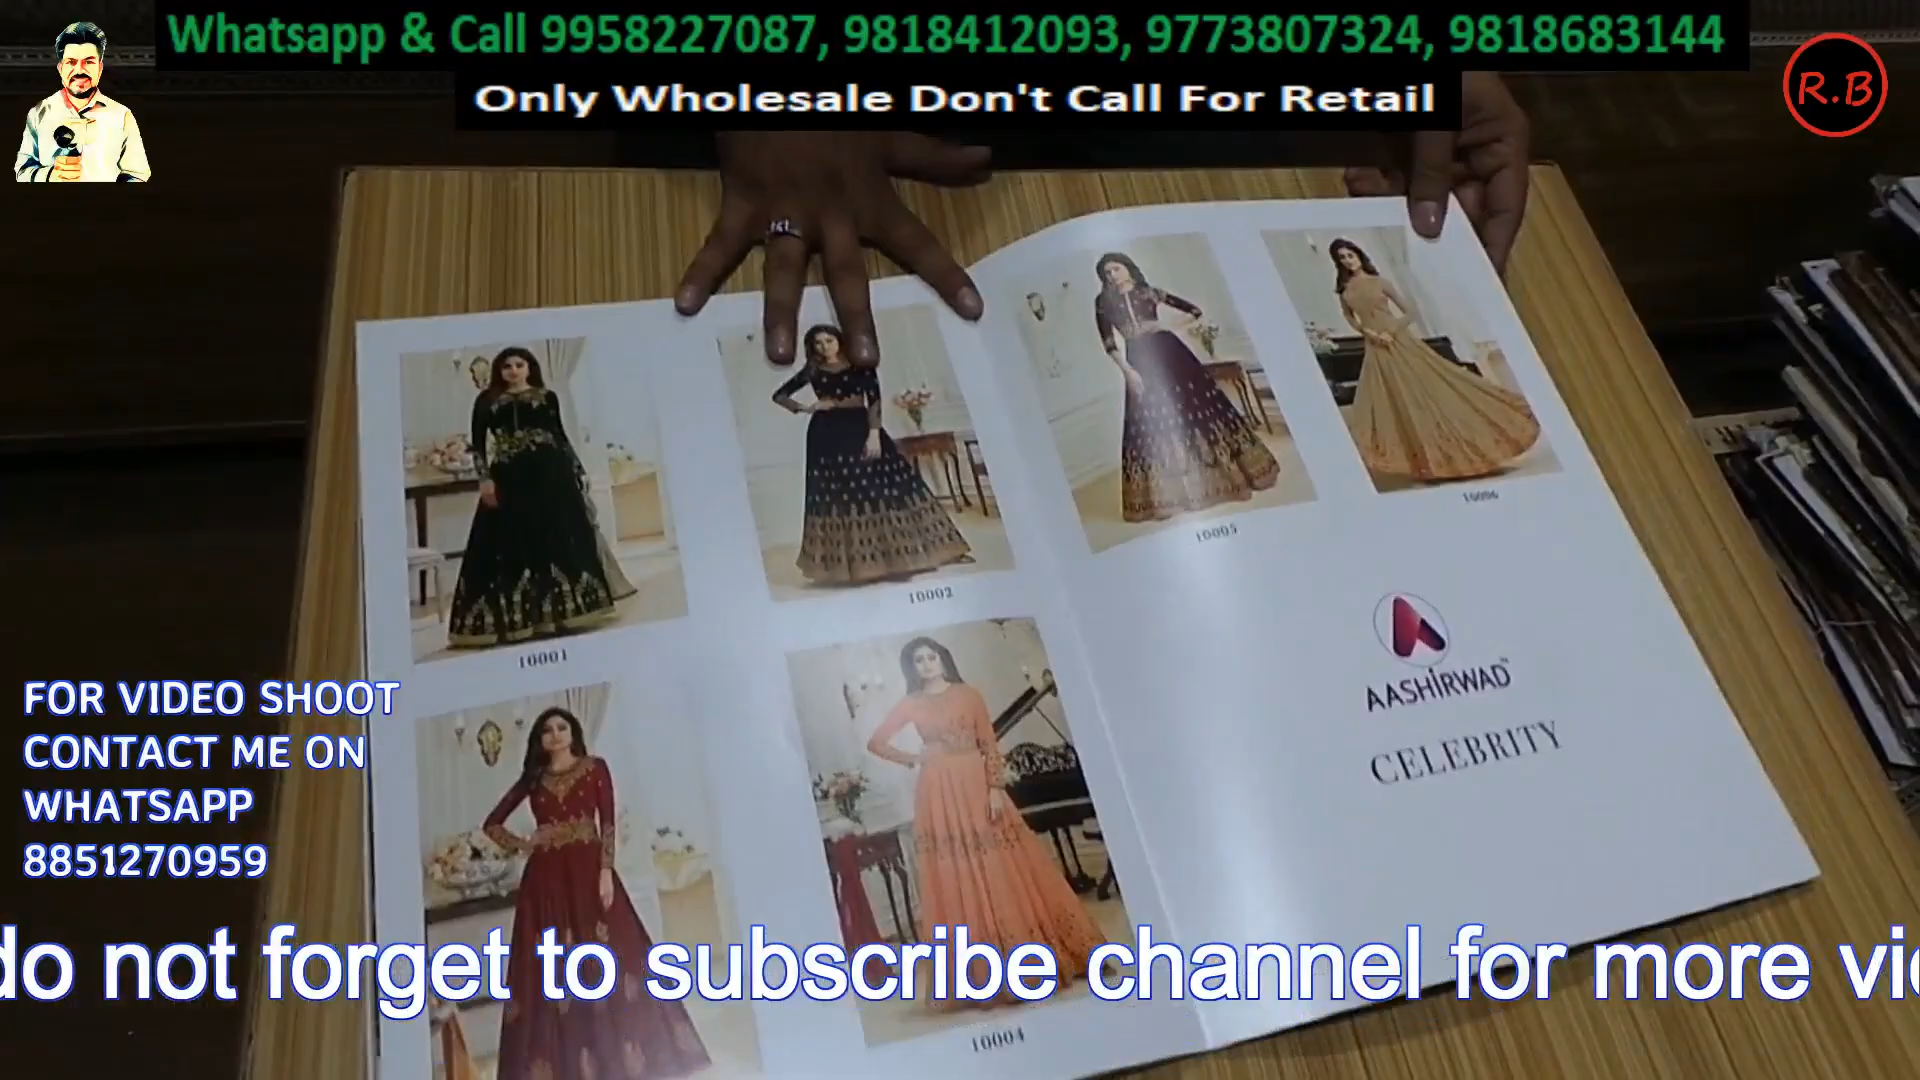 Whatsapp & Call 9958227087, 9818412093, 9773807324, 9818683144
Only Wholesale Don't Call For Retail
R.B
10001
10002
10005
10006
AASHIRWAD
CELEBRITY
10004
FOR VIDEO SHOOT
CONTACT ME ON
WHATSAPP
8851270959
do not forget to subscribe channel for more